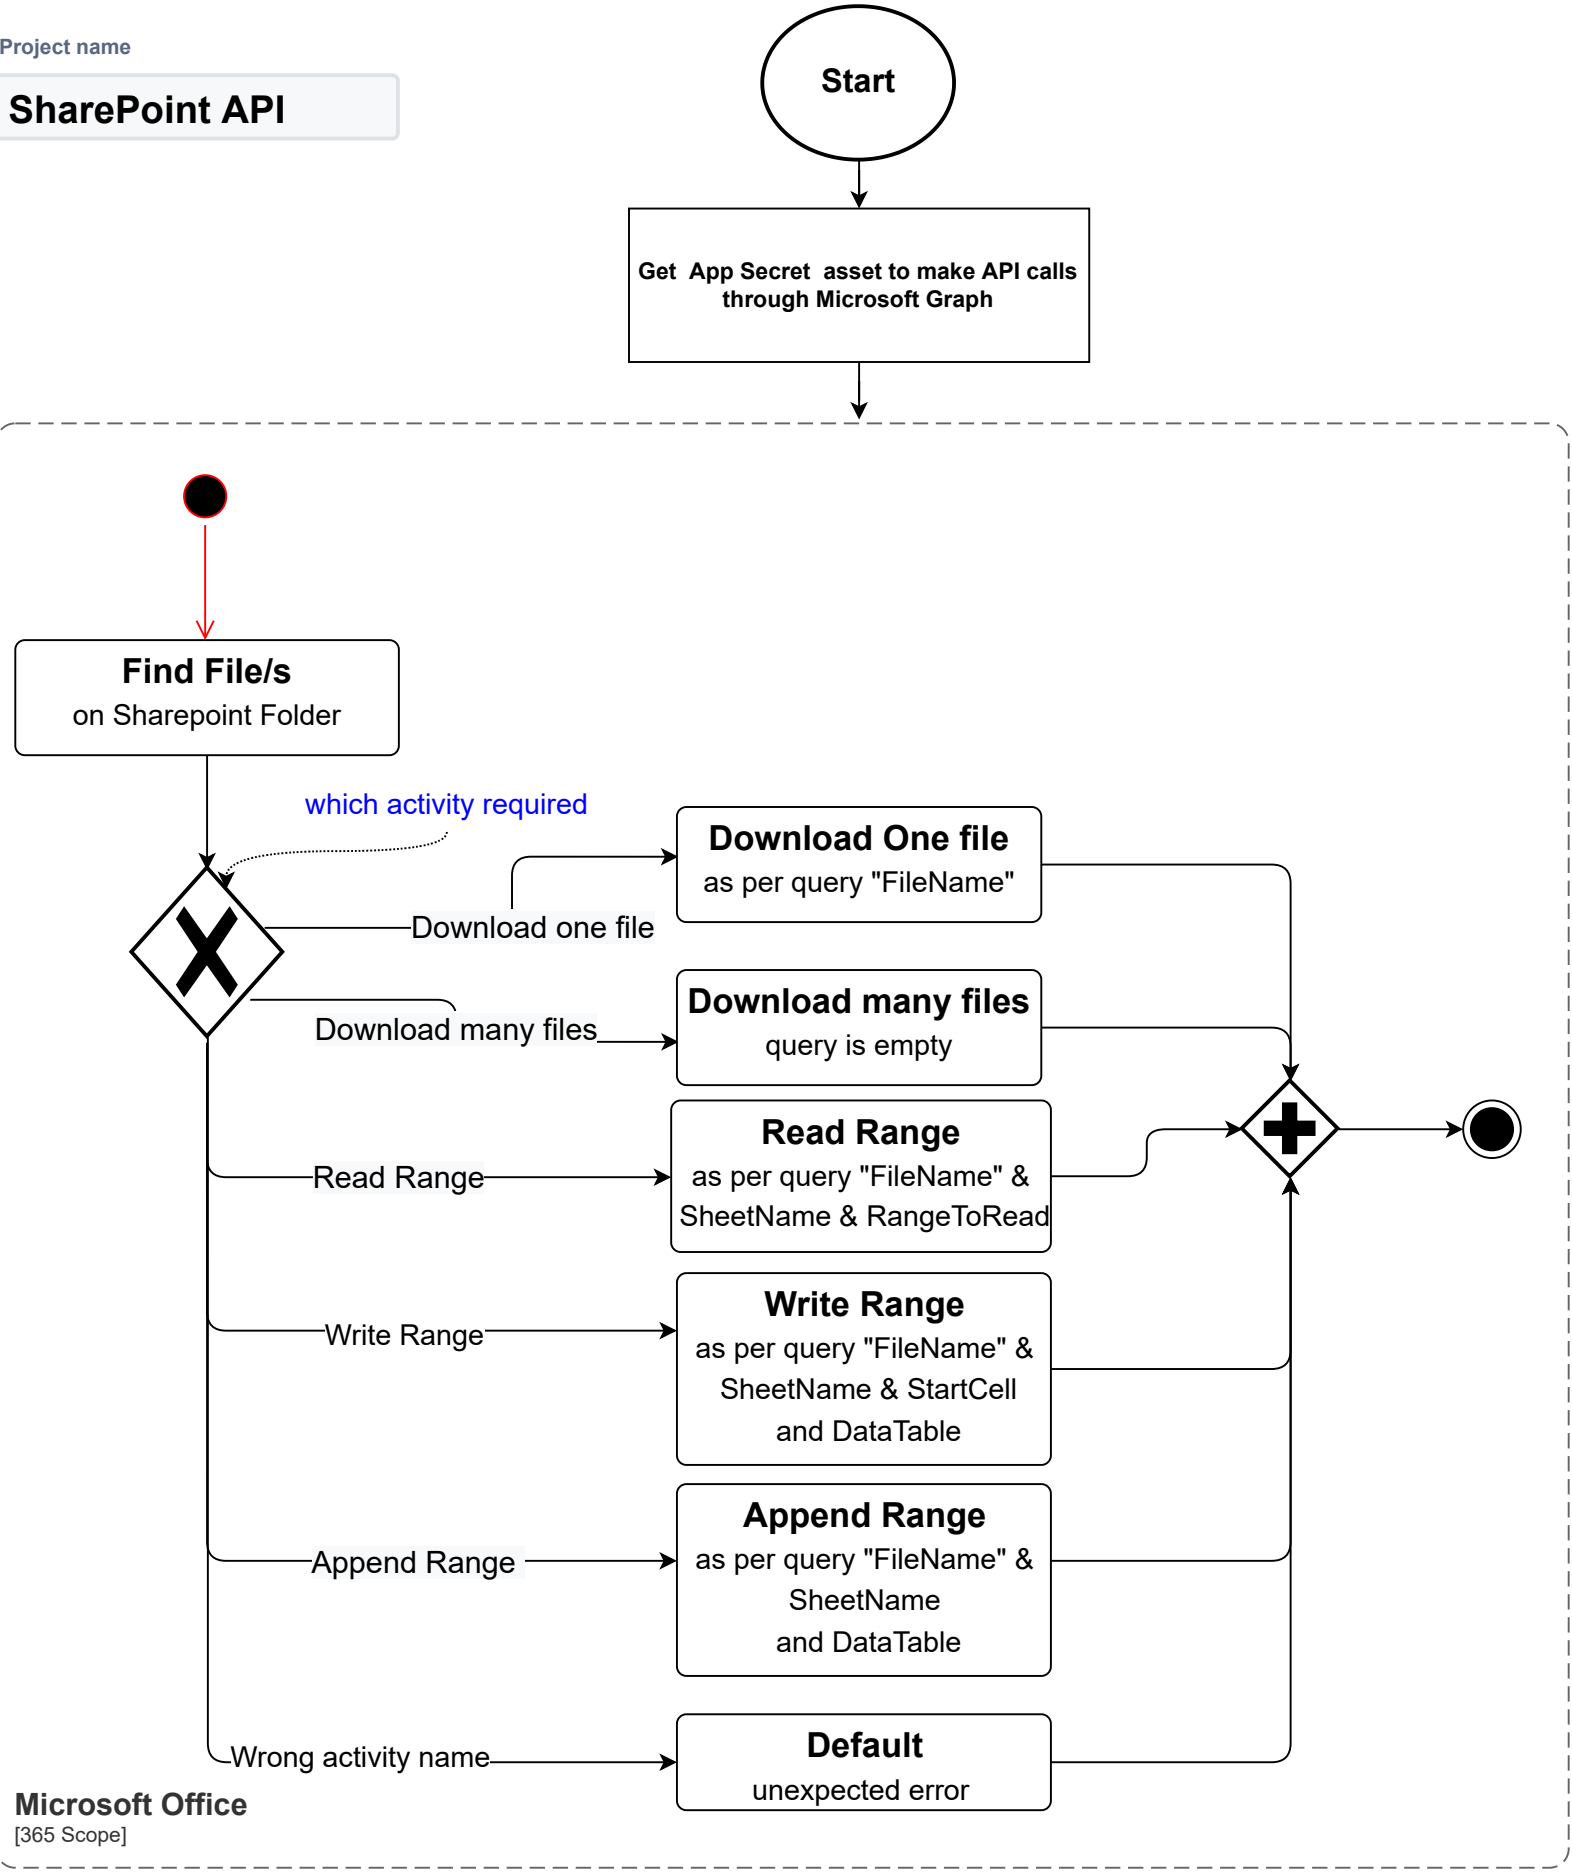 Project name
SharePoint API
Start
Get App Secret asset to make API calls
through Microsoft Graph
Find File/s
on Sharepoint Folder
which activity required
Download One file
as per query "FileName"
Download one file
Download many files
query is empty
Download many files
Read Range
as per query "FileName" &
SheetName & RangeToRead
Read Range
Write Range
as per query "FileName" &
SheetName & StartCell
and DataTable
Write Range
Append Range
as per query "FileName" &
SheetName
and DataTable
Append Range
Default
unexpected error
Wrong activity name
Microsoft Office
[365 Scope]